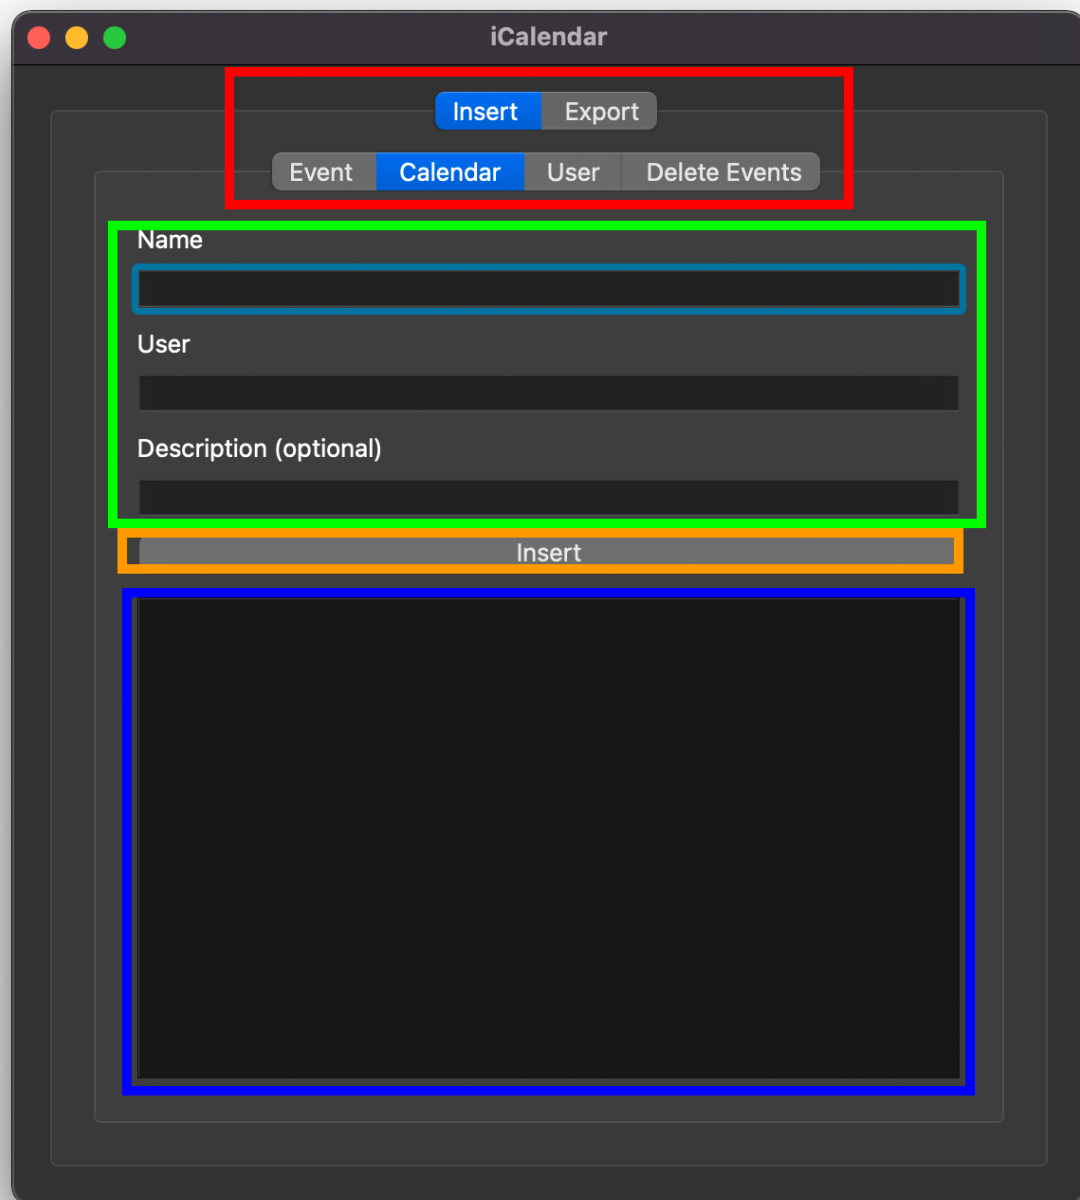 iCalendar
Insert Export
Event Calendar User Delete Events
Name
User
Description (optional)
Insert